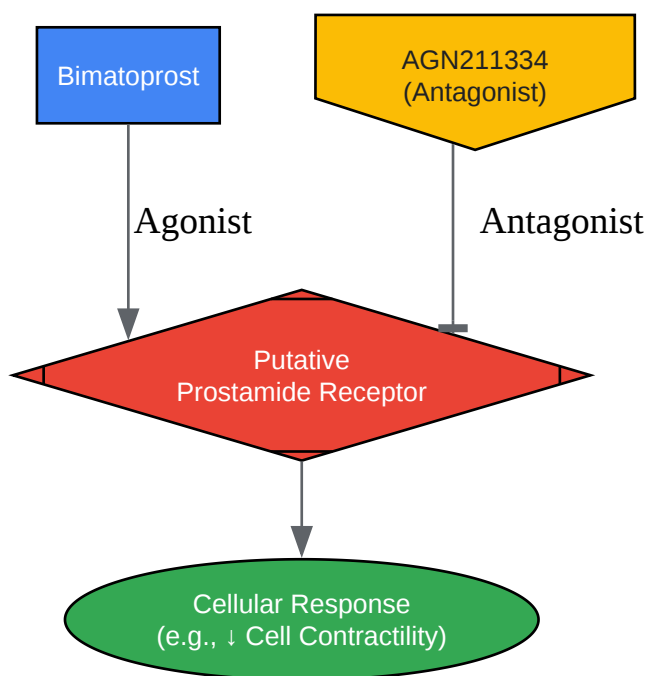 Bimatoprost
AGN211334
(Antagonist)
Agonist
Antagonist
Putative
Prostamide Receptor
Cellular Response
(e.g., ↓ Cell Contractility)